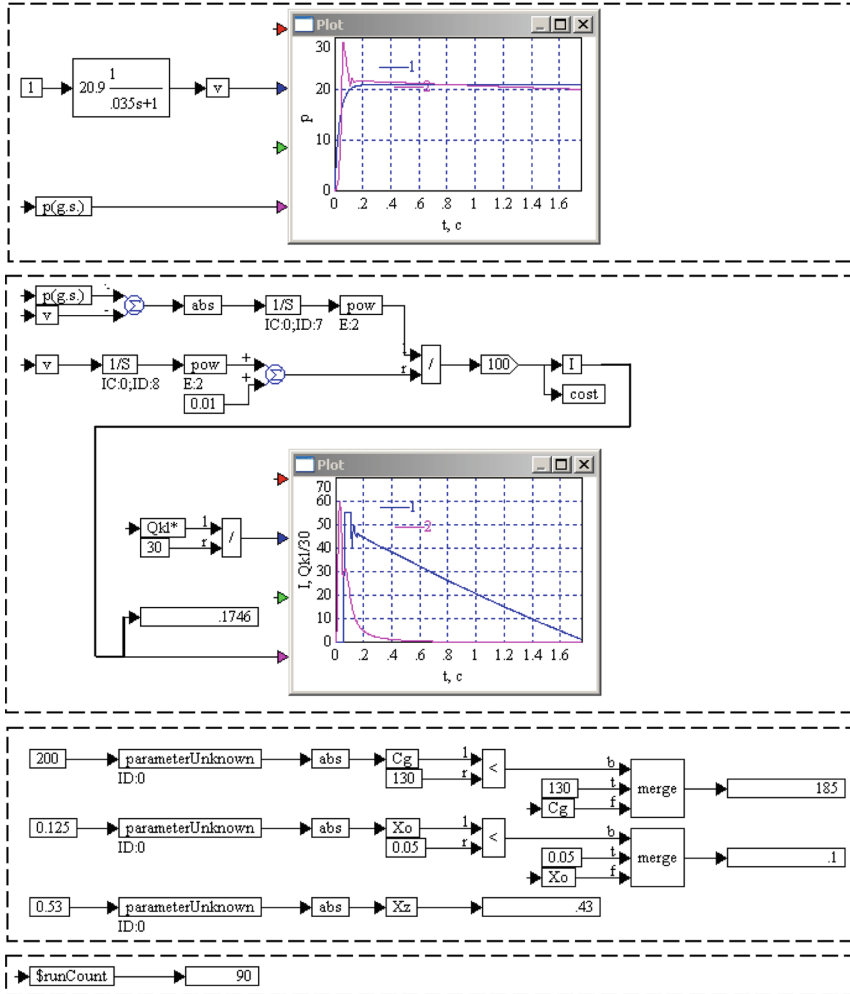 Plot
30
20
10
0
p
1
2
0 .2 .4 .6 .8 1 1.2 1.4 1.6
t, c
1
20.9 1
.035s+1
v
p(g.s.)
p(g.s.)
v
- -
Σ
abs
1/S
IC:0;ID:7
pow
E:2
l
r
/
v
1/S
IC:0;ID:8
pow
E:2
+
+
Σ
0.01
100
I
cost
Plot
70
60
50
40
30
20
10
0
I, Qkl/30
1
2
0 .2 .4 .6 .8 1 1.2 1.4 1.6
t, c
Qkl*
30
l
r
/
.1746
200
parameterUnknown
ID:0
abs
Cg
130
l
r
<
b
t
f
130
Cg
merge
185
0.125
parameterUnknown
ID:0
abs
Xo
0.05
l
r
<
b
t
f
0.05
Xo
merge
.1
0.53
parameterUnknown
ID:0
abs
Xz
.43
$runCount
90